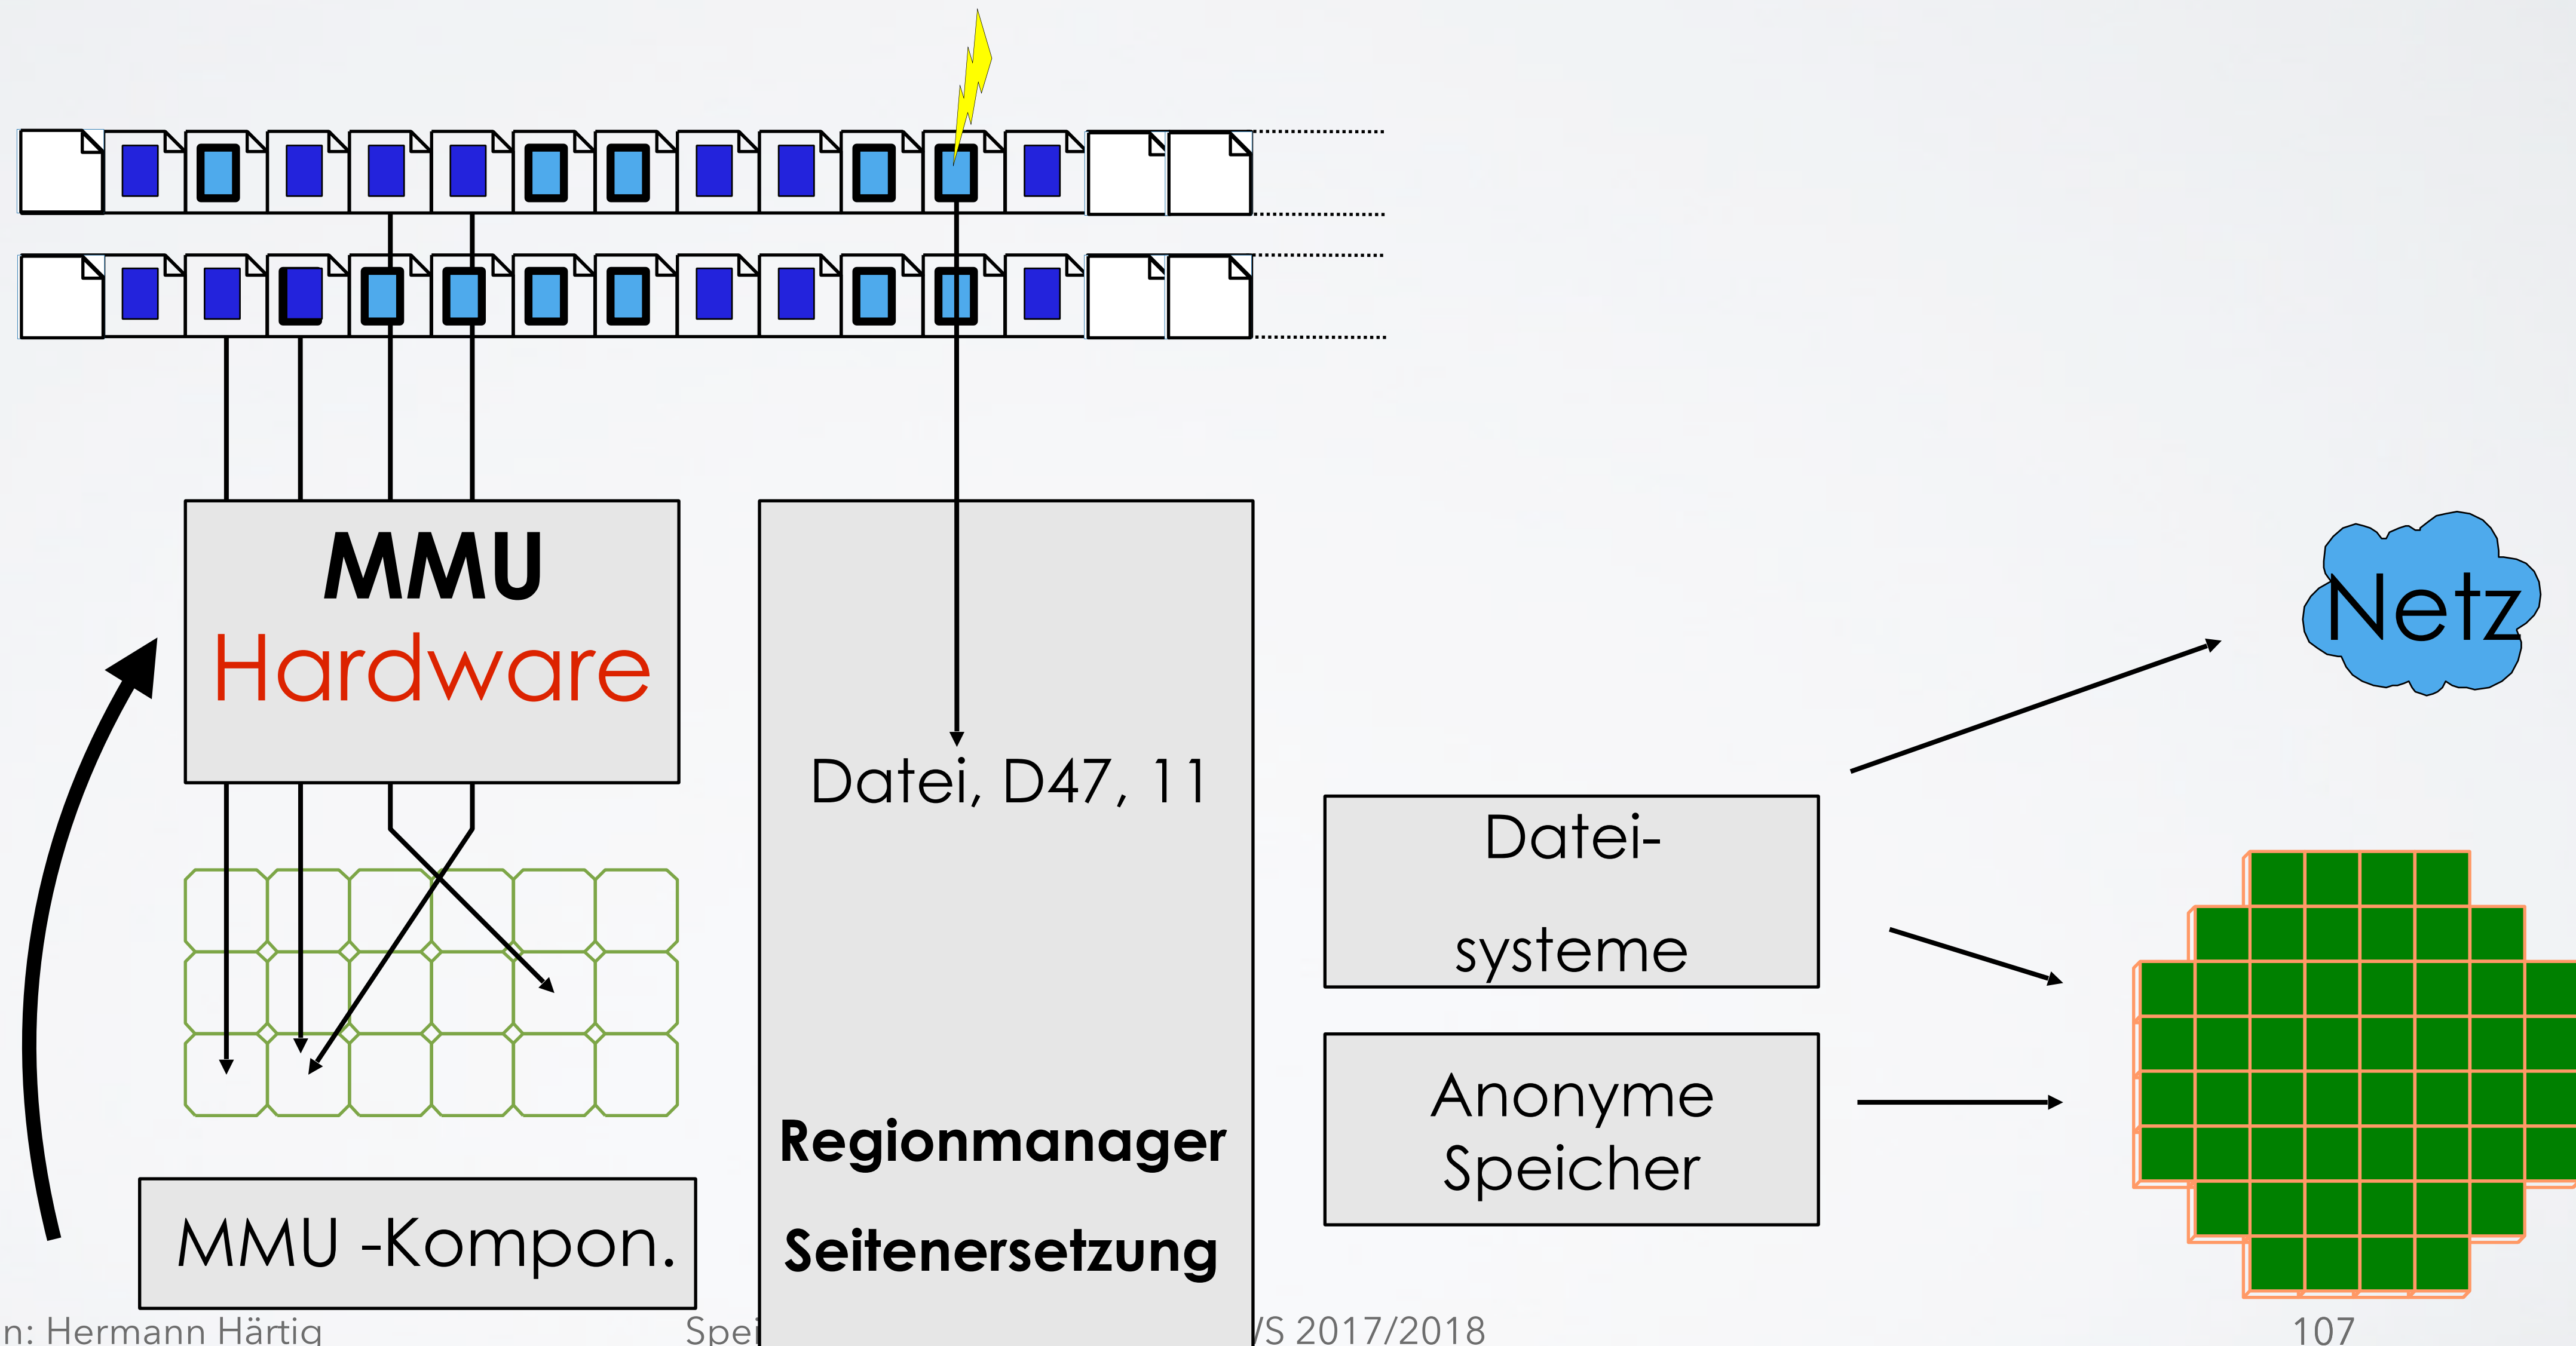 MMU
Hardware
Datei, D47, 11
Netz
Datei-
systeme
Anonyme
Speicher
Regionmanager
Seitenersetzung
MMU -Kompon.
n: Hermann Härtig
Spei
/S 2017/2018
107